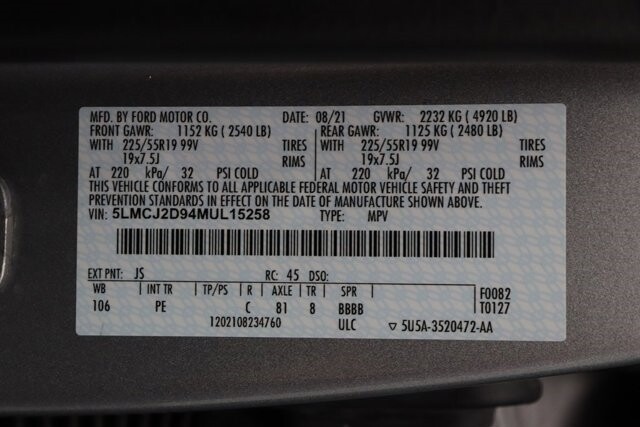 MFD. BY FORD MOTOR CO. DATE: 08/21 GVWR: 2232 KG (4920 LB)
FRONT GAWR: 1152 KG (2540 LB) REAR GAWR: 1125 KG (2480 LB)
WITH 225/55R19 99V TIRES WITH 225/55R19 99V TIRES
19x7.5J RIMS 19x7.5J RIMS
AT 220 kPa/ 32 PSI COLD AT 220 kPa/ 32 PSI COLD
THIS VEHICLE CONFORMS TO ALL APPLICABLE FEDERAL MOTOR VEHICLE SAFETY AND THEFT
PREVENTION STANDARDS IN EFFECT ON THE DATE OF MANUFACTURE SHOWN ABOVE.
VIN: 5LMCJ2D94MUL15258 TYPE: MPV
EXT PNT: JS RC: 45 DSO:
WB INT TR TP/PS R AXLE TR SPR F0082
106 PE C 81 8 BBBB T0127
1202108234760 ULC ▽ 5U5A-3520472-AA